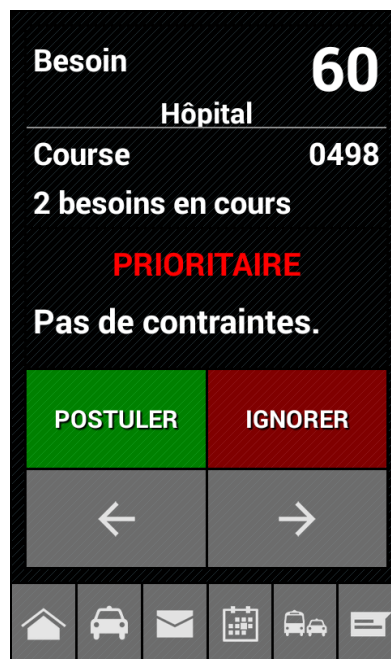 Besoin 60
Hôpital
Course 0498
2 besoins en cours
PRIORITAIRE
Pas de contraintes.
POSTULER IGNORER